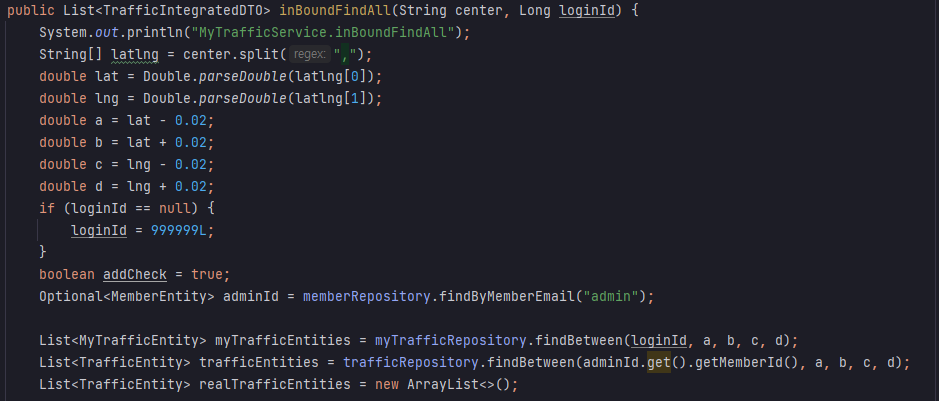 public List<TrafficIntegratedDTO> inBoundFindAll(String center, Long loginId) {
System.out.println("MyTrafficService.inBoundFindAll");
String[] latlng = center.split( regex: ",");
double lat = Double.parseDouble(latlng[0]);
double lng = Double.parseDouble(latlng[1]);
double a = lat - 0.02;
double b = lat + 0.02;
double c = lng - 0.02;
double d = lng + 0.02;
if (loginId == null) {
loginId = 999999L;
}
boolean addCheck = true;
Optional<MemberEntity> adminId = memberRepository.findByMemberEmail("admin");
List<MyTrafficEntity> myTrafficEntities = myTrafficRepository.findBetween(loginId, a, b, c, d);
List<TrafficEntity> trafficEntities = trafficRepository.findBetween(adminId.get().getMemberId(), a, b, c, d);
List<TrafficEntity> realTrafficEntities = new ArrayList<>();